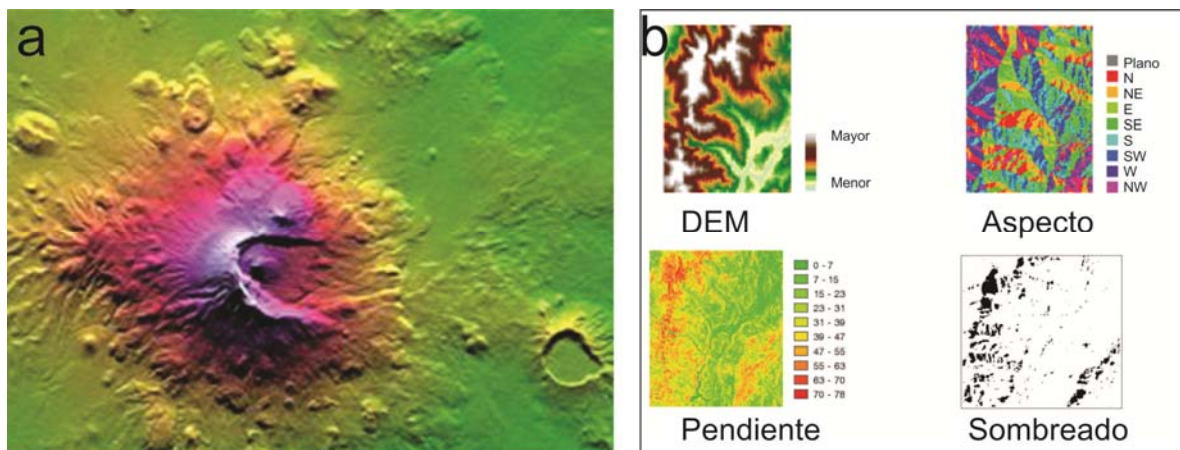 a
b
Mayor
Menor
DEM
Plano
N
NE
E
SE
S
SW
W
NW
Aspecto
0 - 7
7 - 15
15 - 23
23 - 31
31 - 39
39 - 47
47 - 55
55 - 63
63 - 70
70 - 78
Pendiente
Sombreado